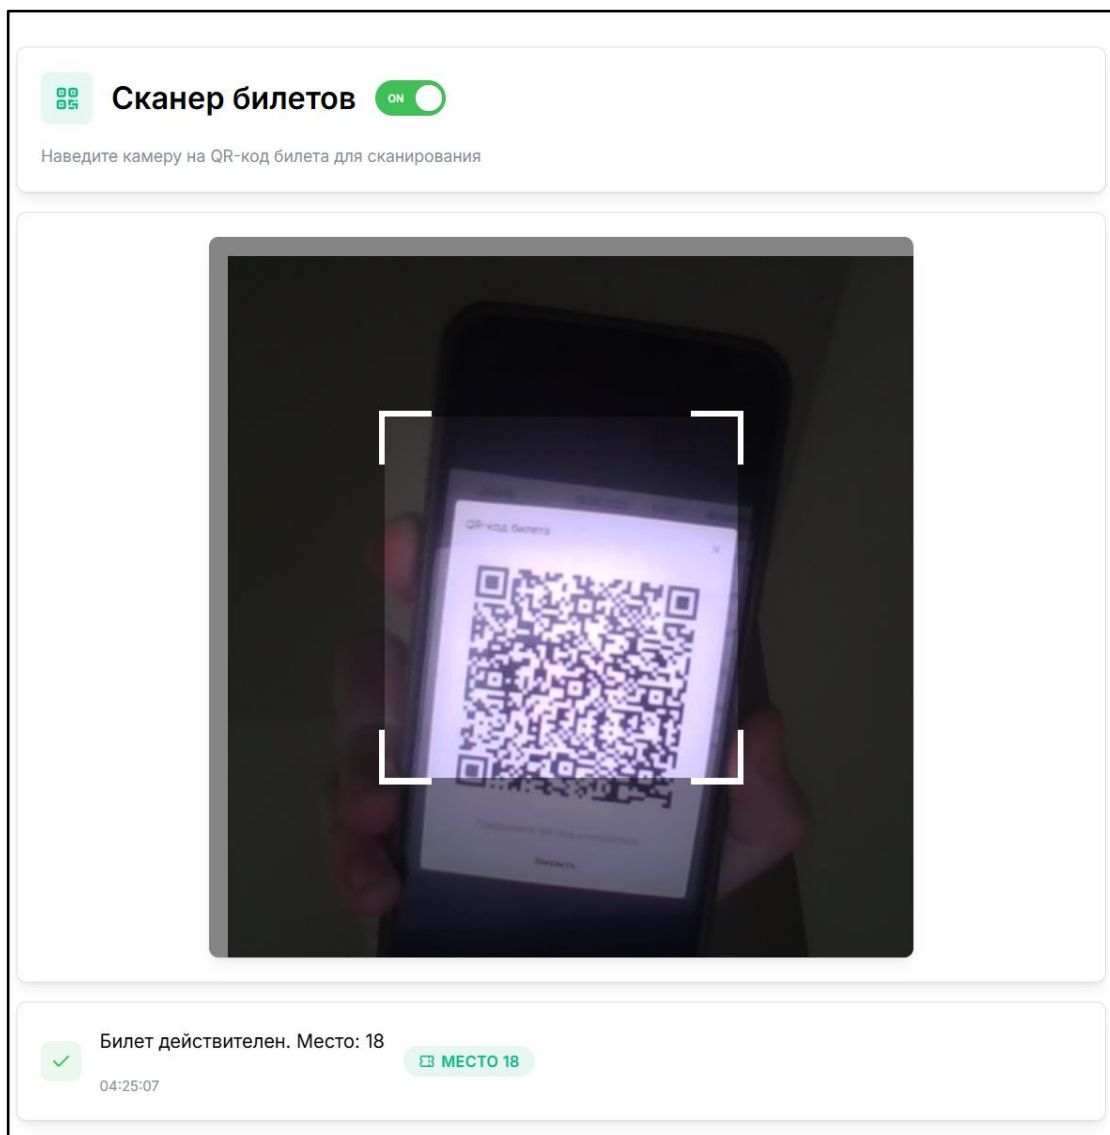 Сканер билетов
ON
Наведите камеру на QR-код билета для сканирования
QR-код билета
Закрыть
Билет действителен. Место: 18
МЕСТО 18
04:25:07